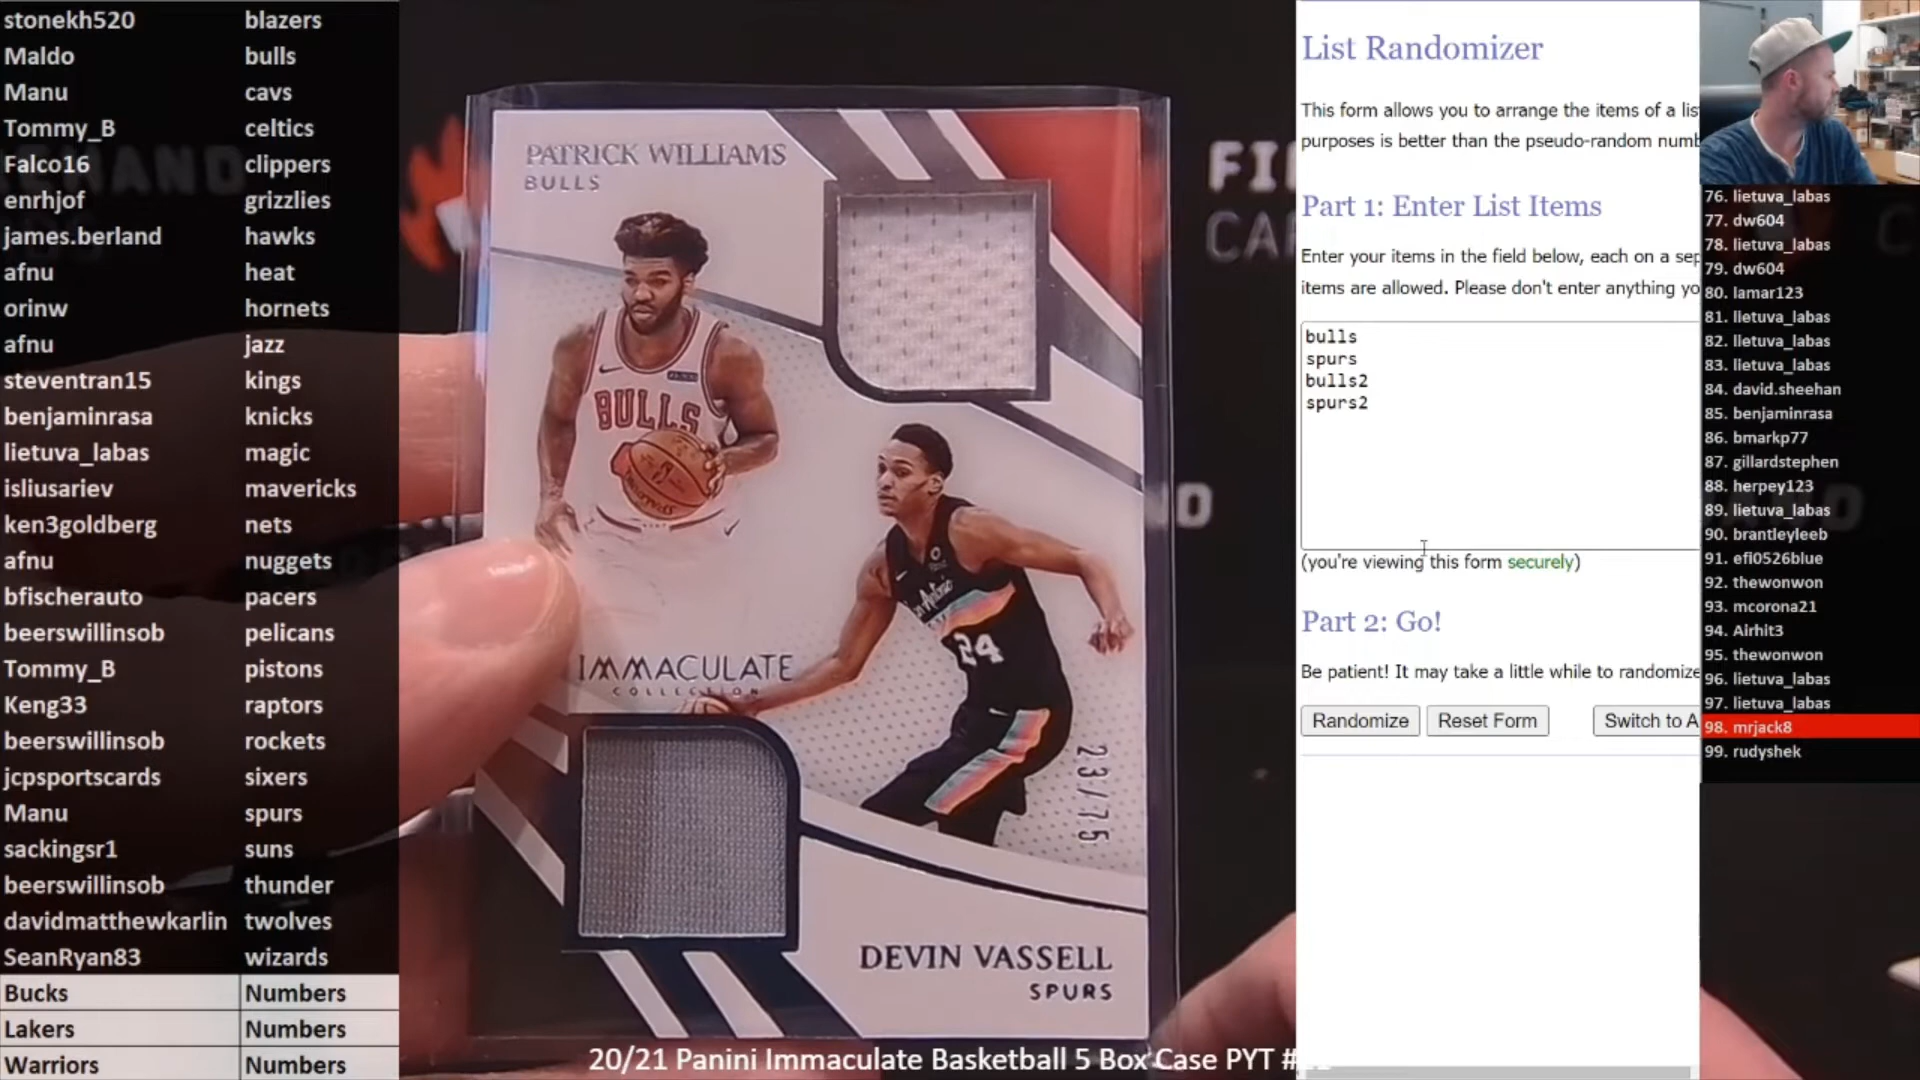 stonekh520 blazers
Maldo bulls
Manu cavs
Tommy_B celtics
Falco16 clippers
enrhjof grizzlies
james.berland hawks
afnu heat
orinw hornets
afnu jazz
steventran15 kings
benjaminrasa knicks
lietuva_labas magic
isliusariev mavericks
ken3goldberg nets
afnu nuggets
bfischerauto pacers
beerswillinsob pelicans
Tommy_B pistons
Keng33 raptors
beerswillinsob rockets
jcpsportscards sixers
Manu spurs
sackingsr1 suns
beerswillinsob thunder
davidmatthewkarlin twolves
SeanRyan83 wizards
Bucks Numbers
Lakers Numbers
Warriors Numbers
PATRICK WILLIAMS
BULLS
BULLS
San Antonio
24
IMMACULATE
COLLECTION
23/75
DEVIN VASSELL
SPURS
20/21 Panini Immaculate Basketball 5 Box Case PYT #
List Randomizer
This form allows you to arrange the items of a lis
purposes is better than the pseudo-random numb
Part 1: Enter List Items
Enter your items in the field below, each on a sep
items are allowed. Please don't enter anything yo
bulls
spurs
bulls2
spurs2
(you're viewing this form securely)
Part 2: Go!
Be patient! It may take a little while to randomize
Randomize Reset Form Switch to A
76. lietuva_labas
77. dw604
78. lietuva_labas
79. dw604
80. lamar123
81. lietuva_labas
82. lietuva_labas
83. lietuva_labas
84. david.sheehan
85. benjaminrasa
86. bmarkp77
87. gillardstephen
88. herpey123
89. lietuva_labas
90. brantleyleeb
91. efi0526blue
92. thewonwon
93. mcorona21
94. Airhit3
95. thewonwon
96. lietuva_labas
97. lietuva_labas
98. mrjack8
99. rudyshek